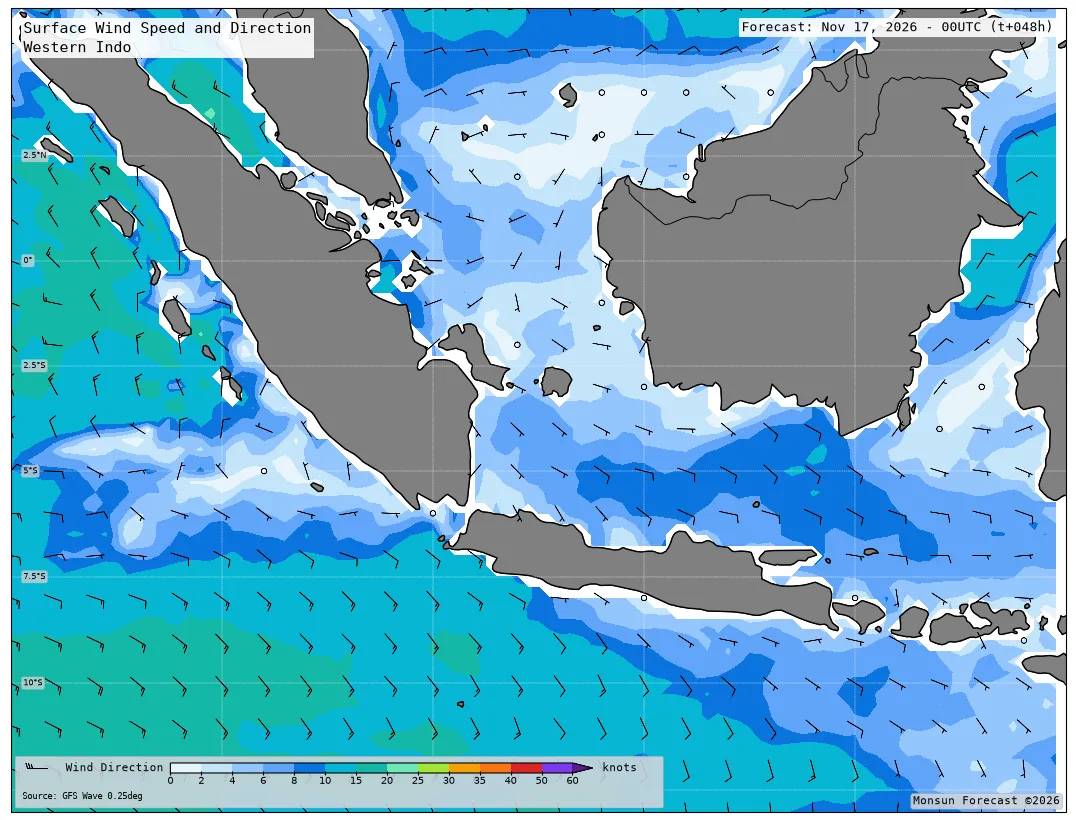 Surface Wind Speed and Direction
Western Indo
Forecast: Nov 17, 2026 - 00UTC (t+048h)
2.5°N
0°
2.5°S
5°S
7.5°S
10°S
Wind Direction
0 2 4 6 8 10 15 20 25 30 35 40 50 60
knots
Source: GFS Wave 0.25deg
Monsun Forecast ©2026